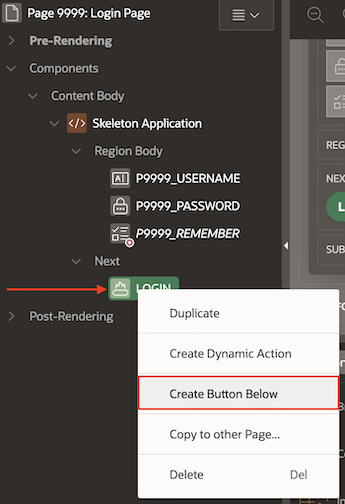 Page 9999: Login Page
Pre-Rendering
Components
Content Body
Skeleton Application
Region Body
P9999_USERNAME
P9999_PASSWORD
P9999_REMEMBER
Next
LOGIN
Post-Rendering
Duplicate
Create Dynamic Action
Create Button Below
Copy to other Page...
Delete Del
REG
NEX
L
SUB